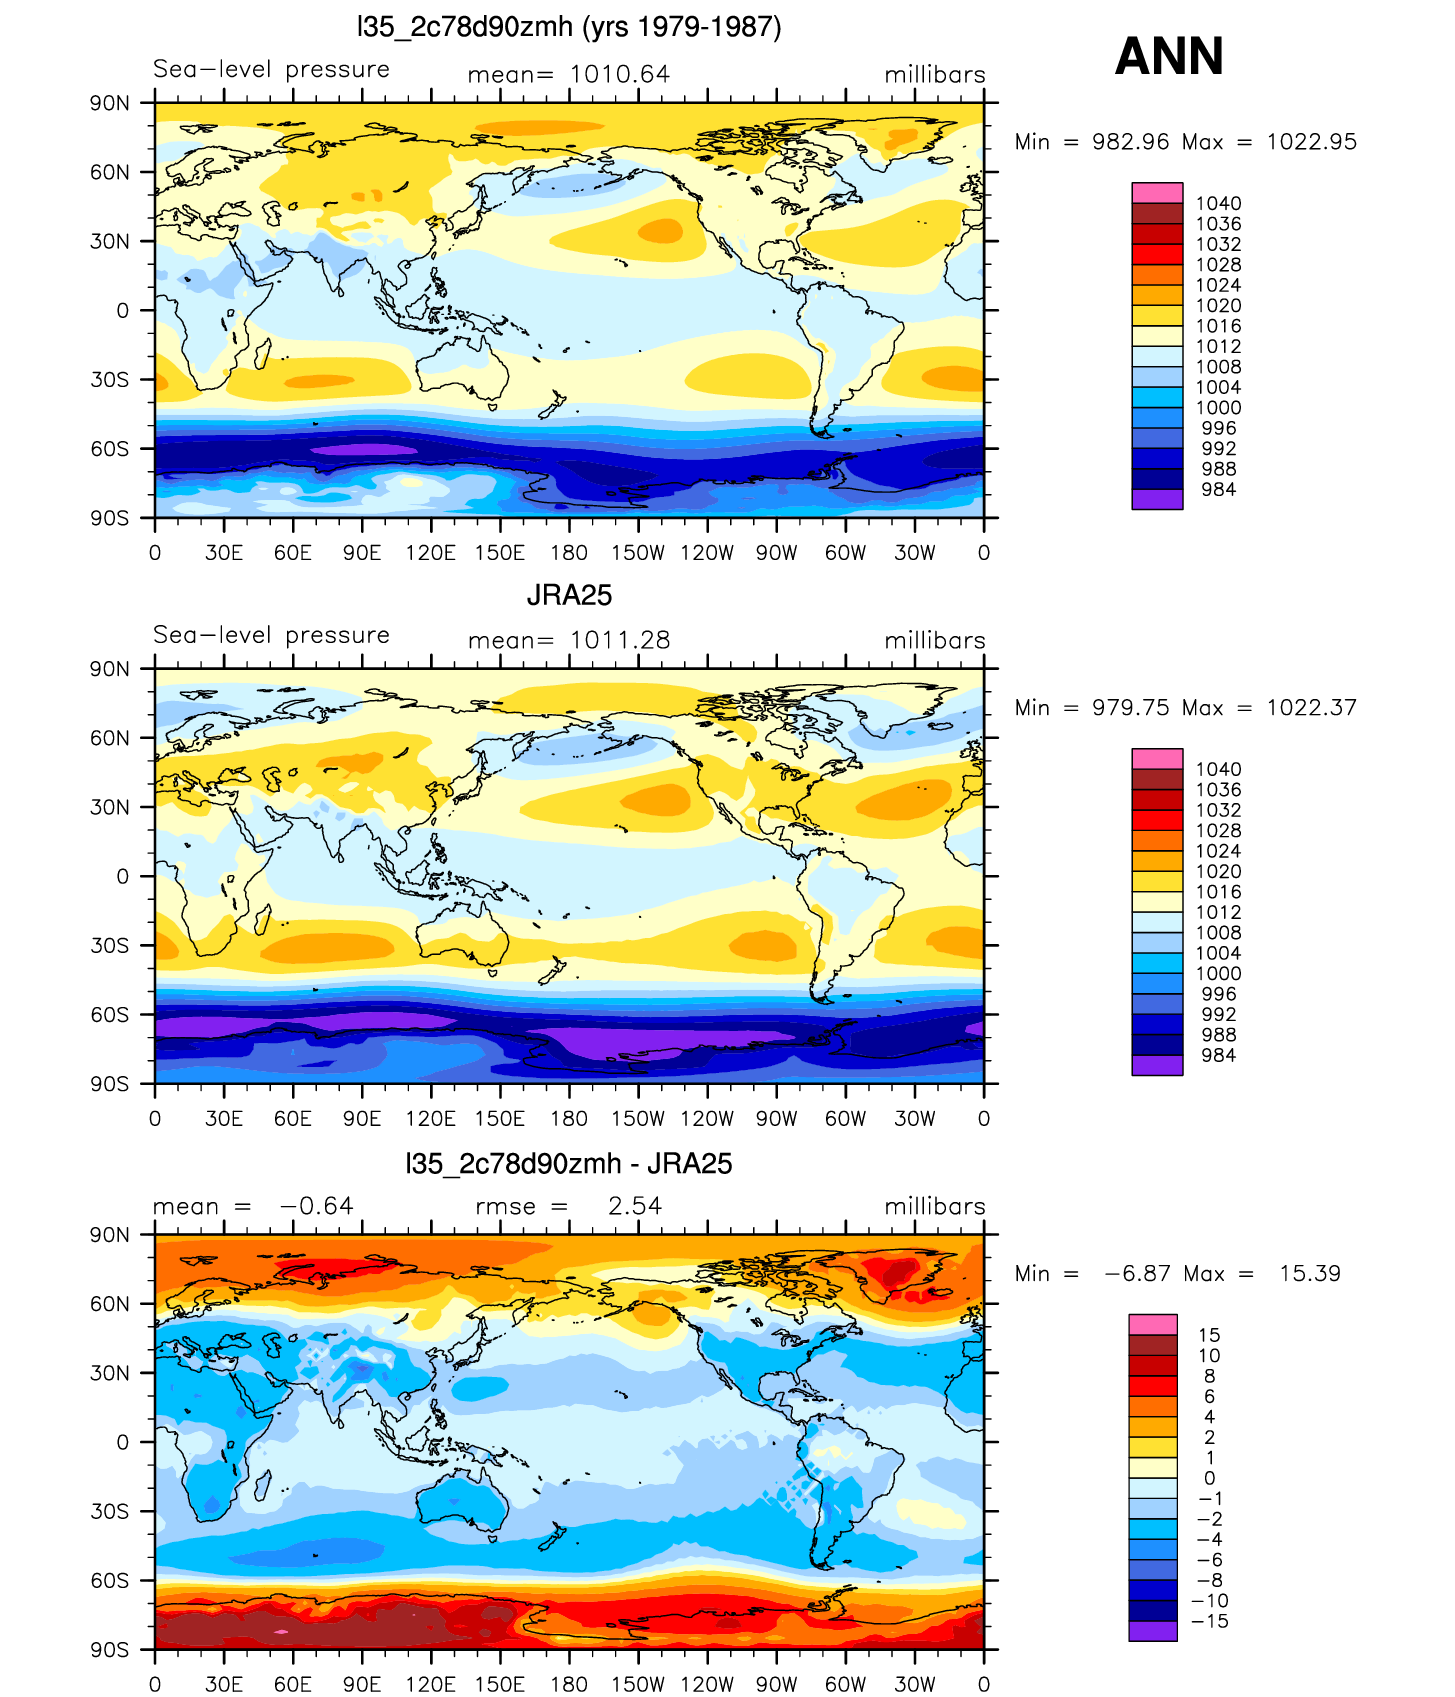 l35_2c78d90zmh (yrs 1979-1987)
ANN
Sea-level pressure mean= 1010.64 millibars
Min = 982.96 Max = 1022.95
90N
60N
30N
0
30S
60S
90S
0 30E 60E 90E 120E 150E 180 150W 120W 90W 60W 30W 0
1040
1036
1032
1028
1024
1020
1016
1012
1008
1004
1000
996
992
988
984
JRA25
Sea-level pressure mean= 1011.28 millibars
Min = 979.75 Max = 1022.37
90N
60N
30N
0
30S
60S
90S
0 30E 60E 90E 120E 150E 180 150W 120W 90W 60W 30W 0
1040
1036
1032
1028
1024
1020
1016
1012
1008
1004
1000
996
992
988
984
l35_2c78d90zmh - JRA25
mean = -0.64 rmse = 2.54 millibars
Min = -6.87 Max = 15.39
90N
60N
30N
0
30S
60S
90S
0 30E 60E 90E 120E 150E 180 150W 120W 90W 60W 30W 0
15
10
8
6
4
2
1
0
-1
-2
-4
-6
-8
-10
-15